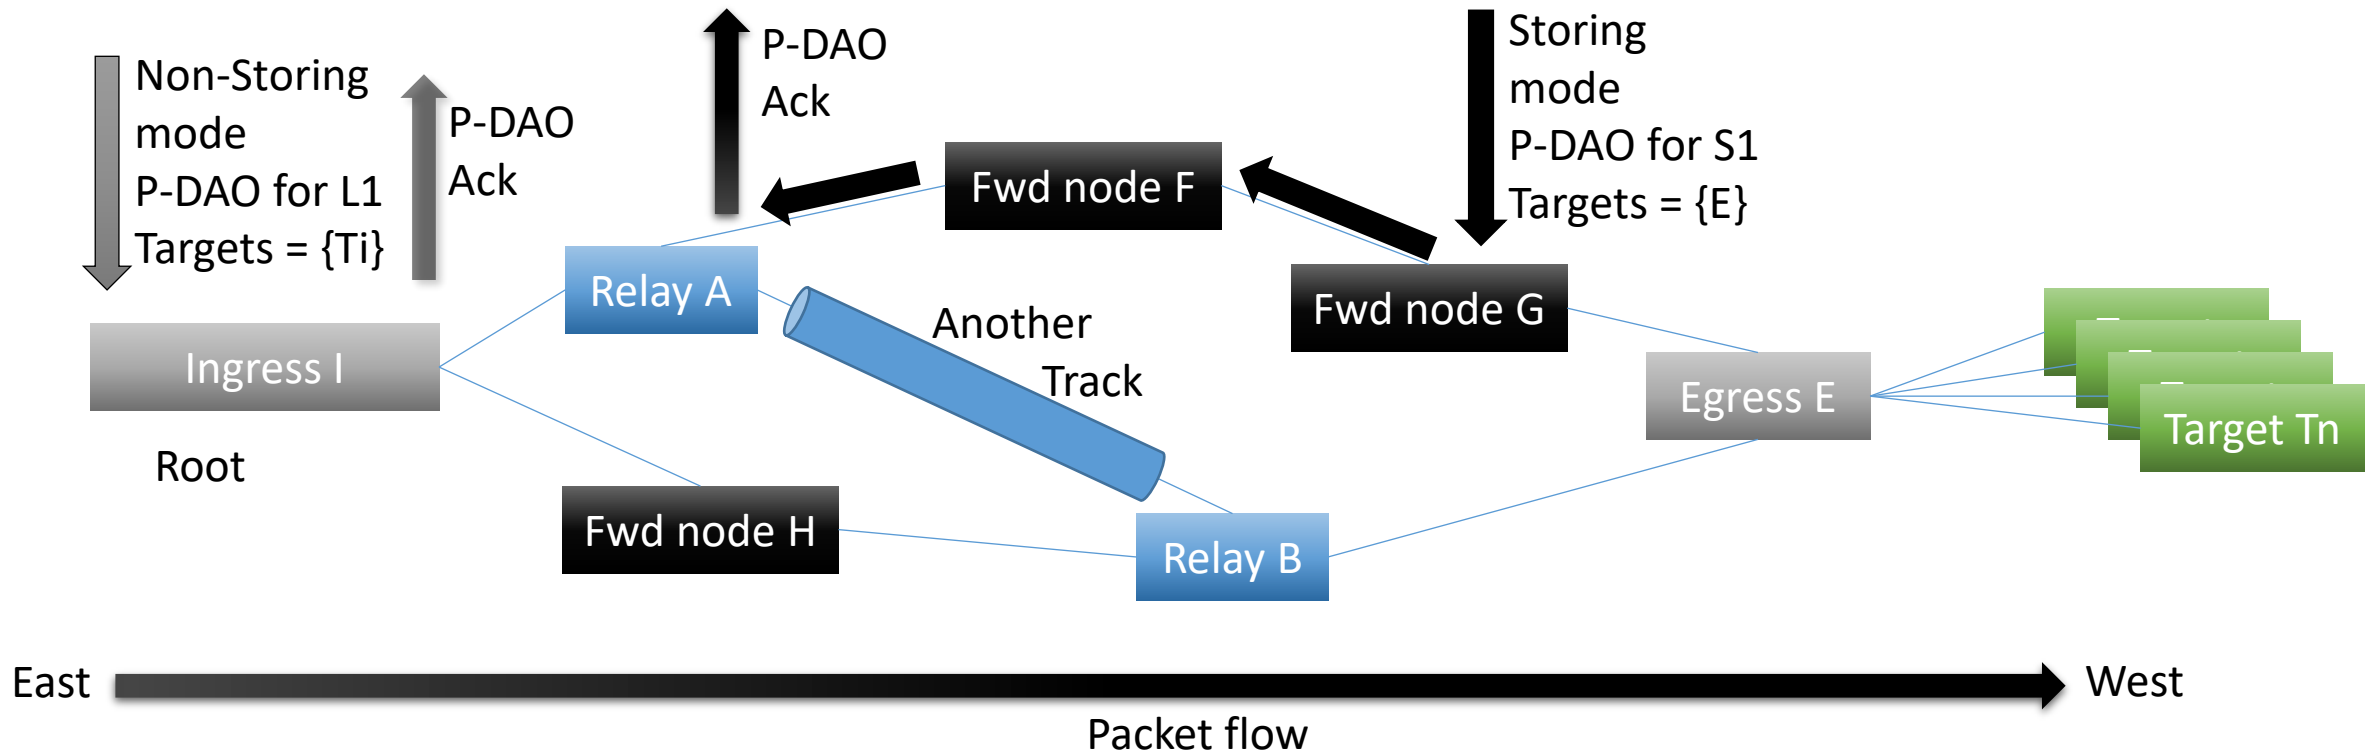 Non-Storing
mode
P-DAO for L1
Targets = {Ti}
P-DAO
Ack
P-DAO
Ack
Storing
mode
P-DAO for S1
Targets = {E}
Fwd node F
Relay A
Fwd node G
Another
Track
Ingress I
Egress E
Target Tn
Root
Fwd node H
Relay B
East
West
Packet flow